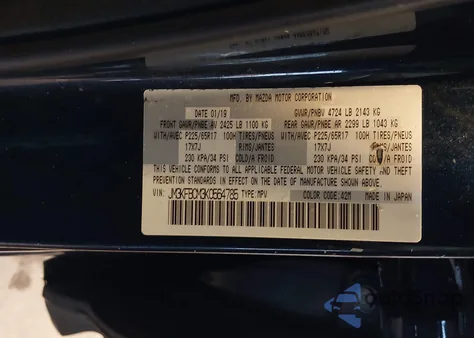 MFD. BY MAZDA MOTOR CORPORATION
DATE 01/19 GVWR/PNBV 4724 LB 2143 KG
FRONT GAWR/PNBE AV 2425 LB 1100 KG REAR GAWR/PNBE AR 2299 LB 1043 KG
WITH/AVEC P225/65R17 100H TIRES/PNEUS WITH/AVEC P225/65R17 100H TIRES/PNEUS
17X7J RIMS/JANTES 17X7J RIMS/JANTES
230 KPA/34 PSI COLD/A FROID 230 KPA/34 PSI COLD/A FROID
THIS VEHICLE CONFORMS TO ALL APPLICABLE FEDERAL MOTOR VEHICLE SAFETY AND THEFT
PREVENTION STANDARDS IN EFFECT ON THE DATE OF MANUFACTURE SHOWN ABOVE.
VIN: JM3KFBCM3K0564785 TYPE:MPV COLOR CODE:42M MADE IN JAPAN